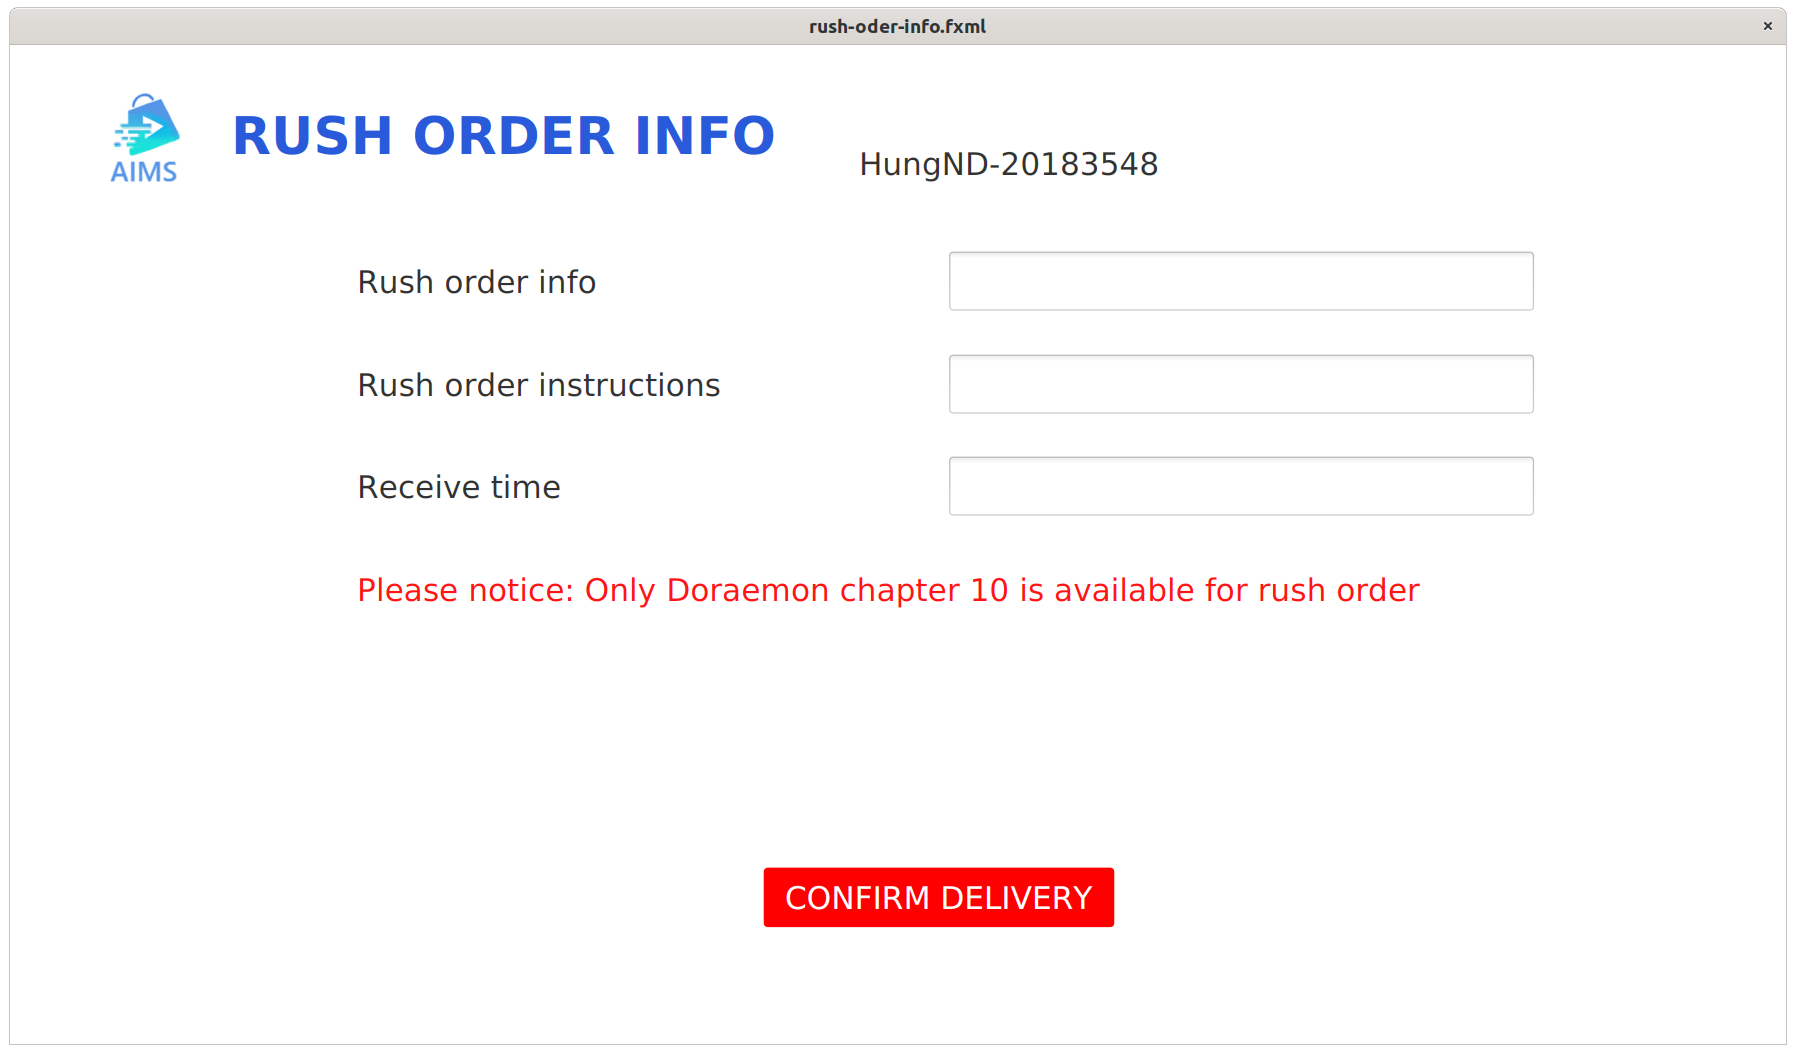 rush-oder-info.fxml ×
AIMS
RUSH ORDER INFO
HungND-20183548
Rush order info
Rush order instructions
Receive time
Please notice: Only Doraemon chapter 10 is available for rush order
CONFIRM DELIVERY